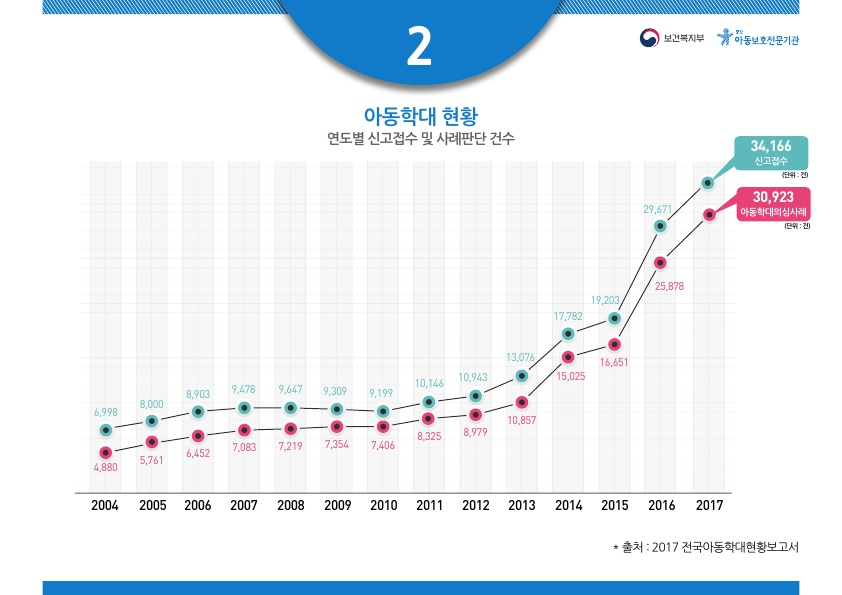 2
보건복지부
중앙
아동보호전문기관
아동학대 현황
연도별 신고접수 및 사례판단 건수
34,166
신고접수
(단위 : 건)
30,923
아동학대의심사례
(단위 : 건)
29,671
25,878
19,203
17,782
16,651
15,025
13,076
10,857
6,998
8,000
8,903
9,478
9,647
9,309
9,199
10,146
10,943
4,880
5,761
6,452
7,083
7,219
7,354
7,406
8,325
8,979
2004 2005 2006 2007 2008 2009 2010 2011 2012 2013 2014 2015 2016 2017
* 출처 : 2017 전국아동학대현황보고서